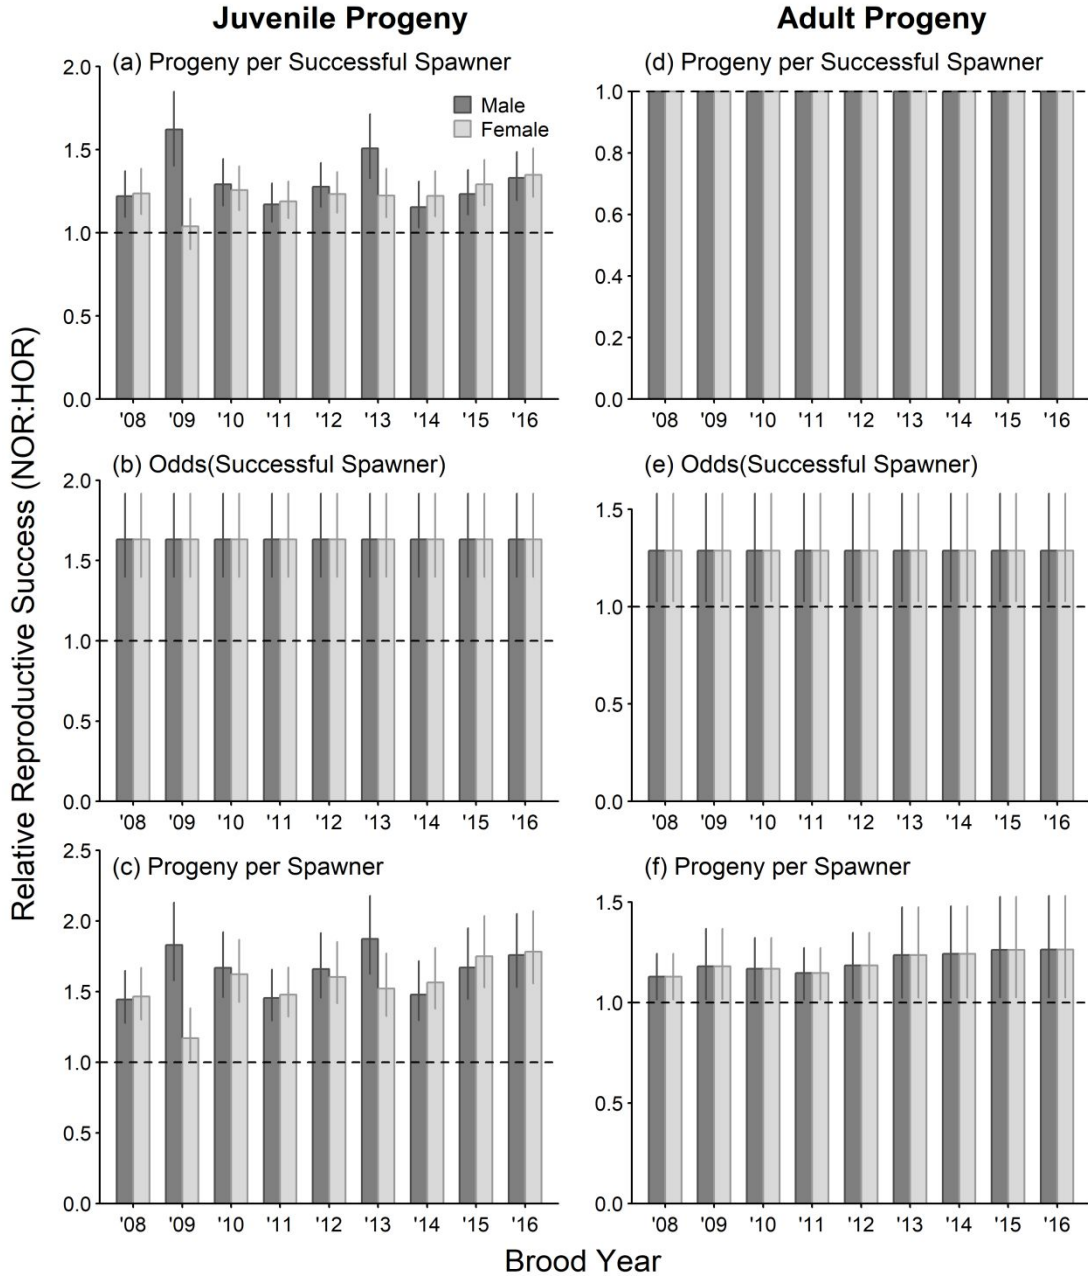 Juvenile Progeny
Adult Progeny
Relative Reproductive Success (NOR:HOR)
(a) Progeny per Successful Spawner
Male
Female
2.0
1.5
1.0
0.5
0.0
'08 '09 '10 '11 '12 '13 '14 '15 '16
(d) Progeny per Successful Spawner
1.0
0.8
0.6
0.4
0.2
0.0
'08 '09 '10 '11 '12 '13 '14 '15 '16
(b) Odds(Successful Spawner)
2.0
1.5
1.0
0.5
0.0
'08 '09 '10 '11 '12 '13 '14 '15 '16
(e) Odds(Successful Spawner)
1.5
1.0
0.5
0.0
'08 '09 '10 '11 '12 '13 '14 '15 '16
(c) Progeny per Spawner
2.5
2.0
1.5
1.0
0.5
0.0
'08 '09 '10 '11 '12 '13 '14 '15 '16
(f) Progeny per Spawner
1.5
1.0
0.5
0.0
'08 '09 '10 '11 '12 '13 '14 '15 '16
Brood Year